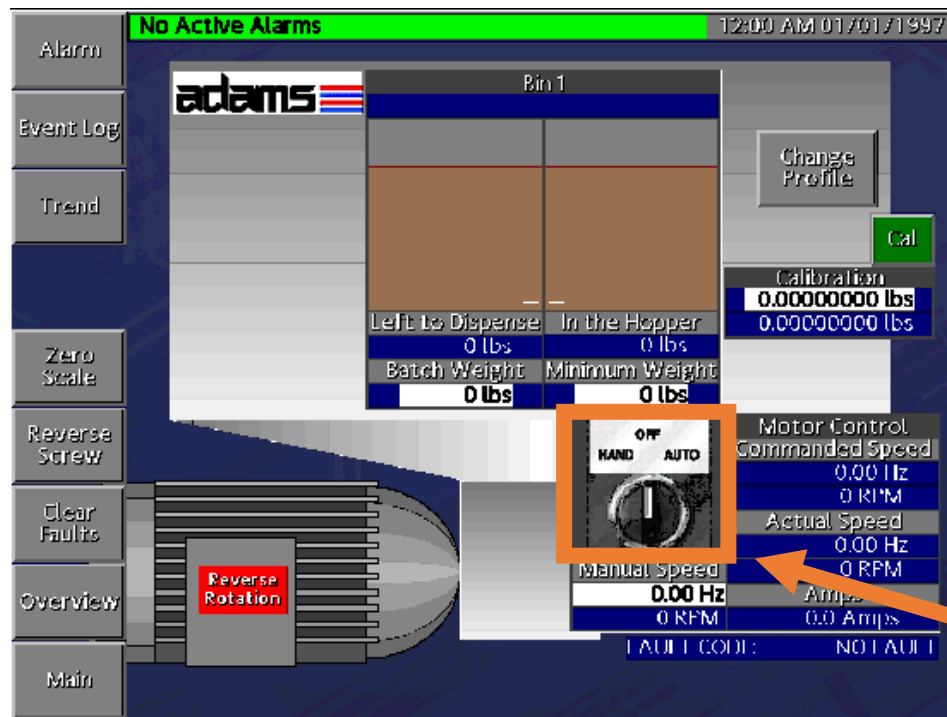 No Active Alarms
12:00 AM 01/01/1997
Alarm
Event Log
Trend
Zero
Scale
Reverse
Screw
Clear
Faults
Overview
Main
adams
Bin 1
Change
Profile
Cal
Calibration
0.00000000 lbs
0.00000000 lbs
Left to Dispense
In the Hopper
0 lbs
0 lbs
Batch Weight
Minimum Weight
0 lbs
0 lbs
OFF
HAND
AUTO
Motor Control
Commanded Speed
0.00 Hz
0 RPM
Actual Speed
0.00 Hz
0 RPM
Amps
0.0 Amps
Manual Speed
0.00 Hz
0 RPM
Reverse
Rotation
FAULT CODE:
NO FAULT